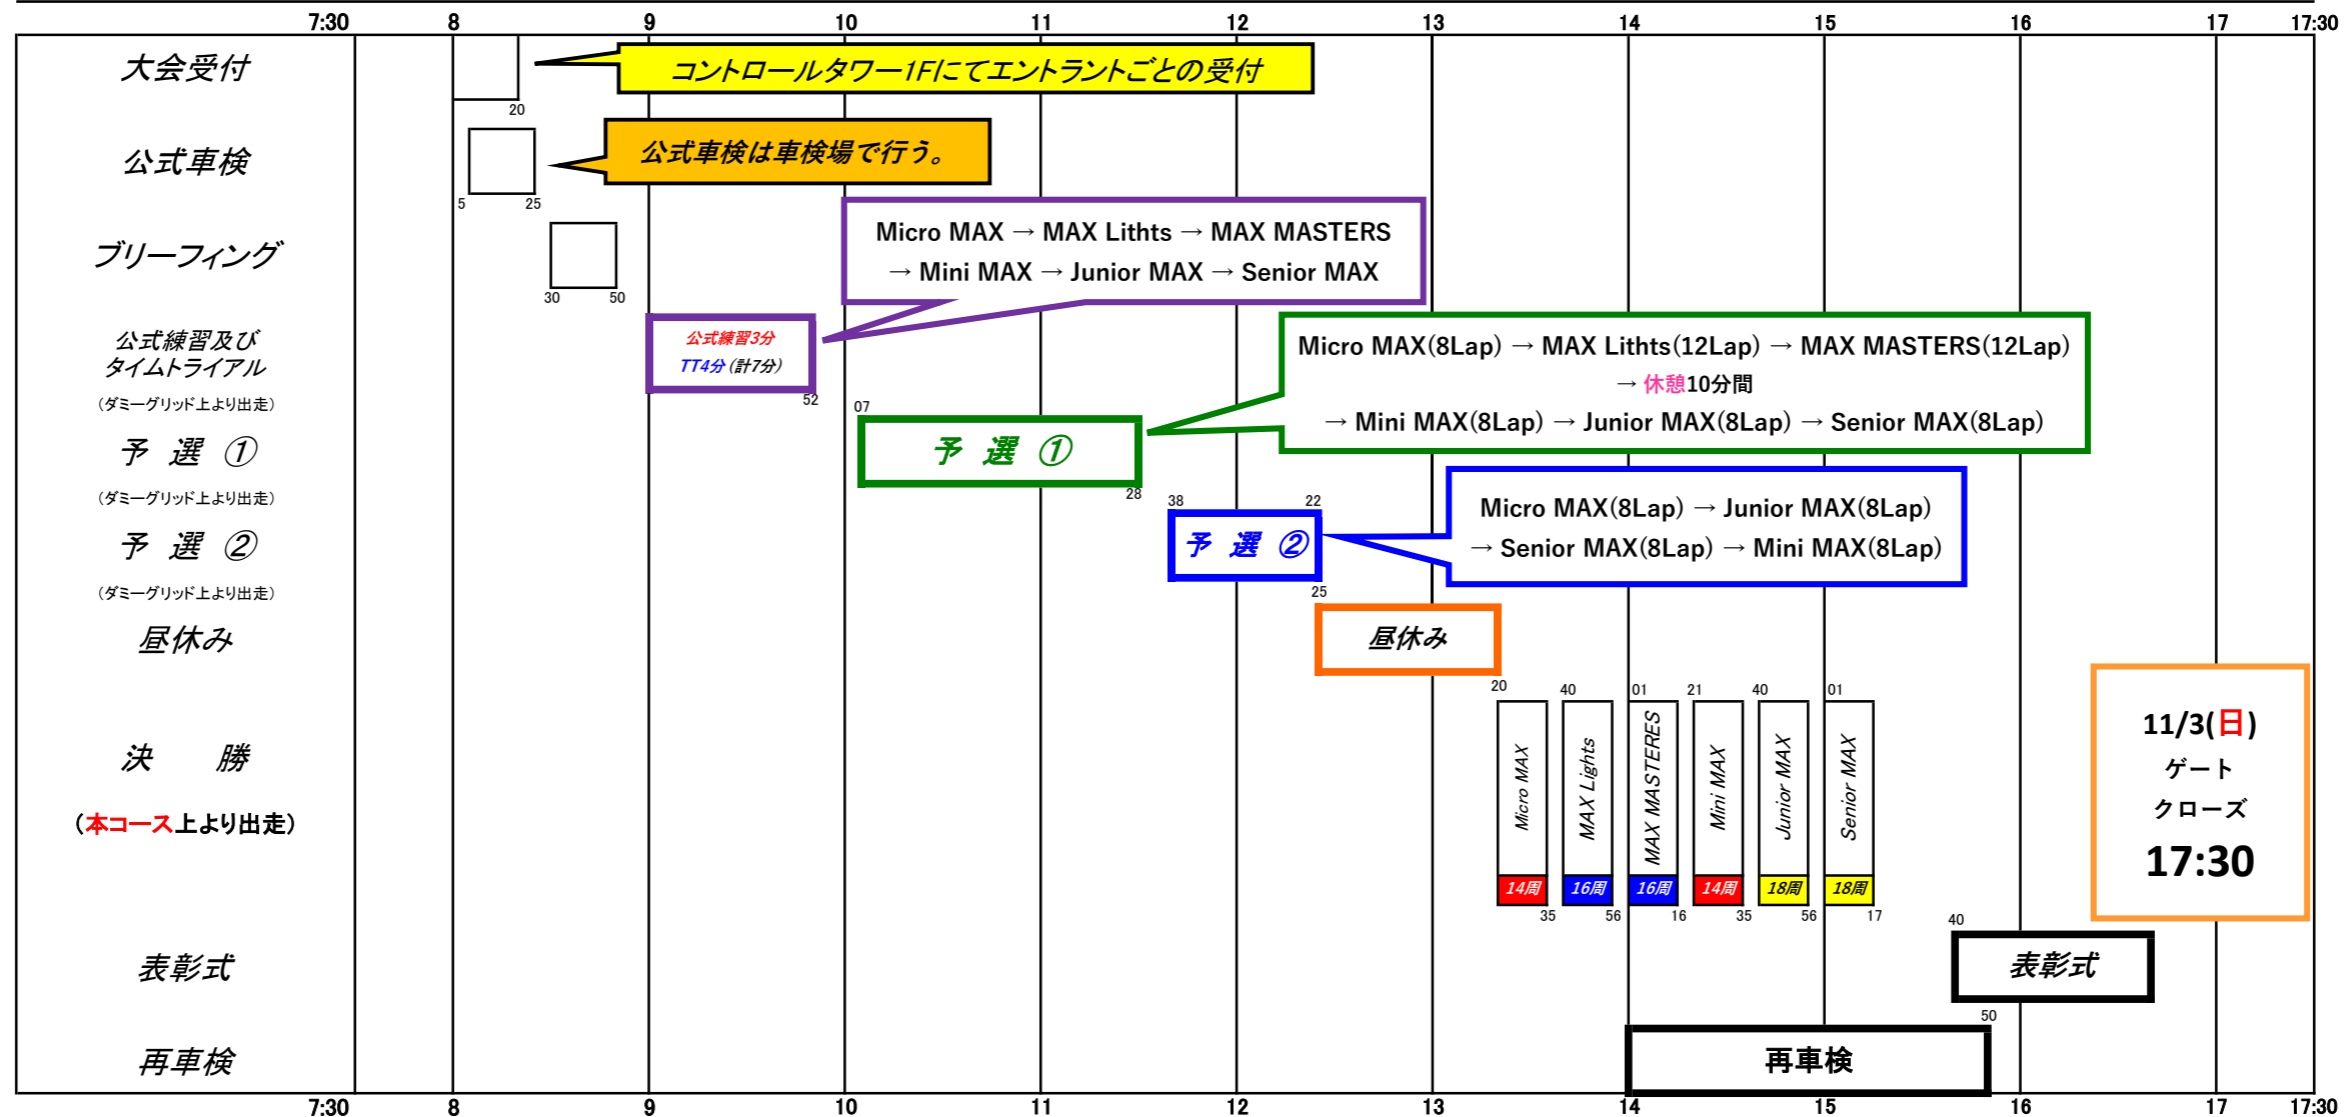 7:30 8 9 10 11 12 13 14 15 16 17 17:30
大会受付
コントロールタワー1Fにてエントラントごとの受付
20
公式車検
公式車検は車検場で行う。
5 25
ブリーフィング
30 50
Micro MAX → MAX Lithts → MAX MASTERS
→ Mini MAX → Junior MAX → Senior MAX
公式練習及び
タイムトライアル
(ダミーグリッド上より出走)
公式練習3分
TT4分 (計7分)
52
Micro MAX(8Lap) → MAX Lithts(12Lap) → MAX MASTERS(12Lap)
→ 休憩10分間
→ Mini MAX(8Lap) → Junior MAX(8Lap) → Senior MAX(8Lap)
07
予 選 ①
(ダミーグリッド上より出走)
予 選 ①
28
38 22
予 選 ②
(ダミーグリッド上より出走)
予 選 ②
Micro MAX(8Lap) → Junior MAX(8Lap)
→ Senior MAX(8Lap) → Mini MAX(8Lap)
25
昼休み
昼休み
20 40 01 21 40 01
決 勝
(本コース上より出走)
Micro MAX
MAX Lights
MAX MASTERES
Mini MAX
Junior MAX
Senior MAX
14周 16周 16周 14周 18周 18周
35 56 16 35 56 17
11/3(日)
ゲート
クローズ
17:30
40
表彰式
表彰式
50
再車検
再車検
7:30 8 9 10 11 12 13 14 15 16 17 17:30